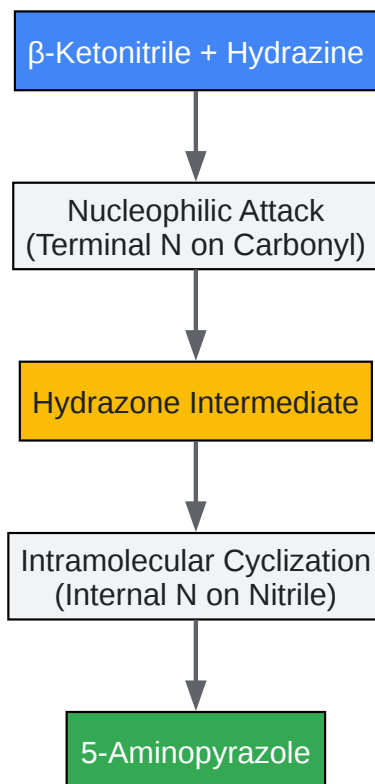 β-Ketonitrile + Hydrazine
Nucleophilic Attack
(Terminal N on Carbonyl)
Hydrazone Intermediate
Intramolecular Cyclization
(Internal N on Nitrile)
5-Aminopyrazole